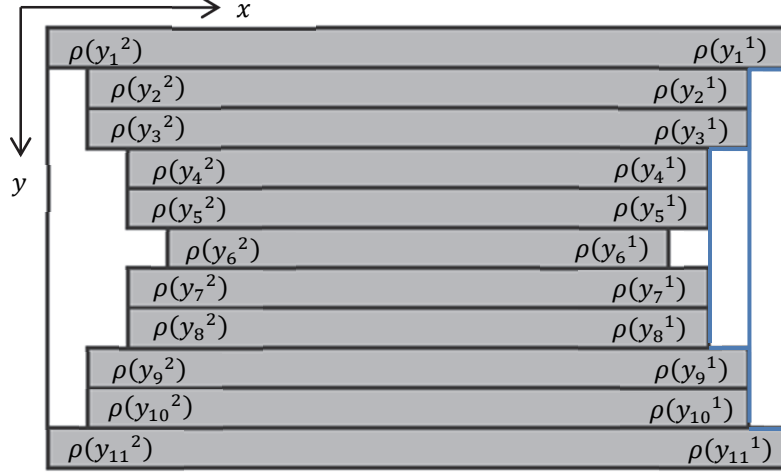 x
ρ(y₁²) ρ(y₁¹)
ρ(y₂²) ρ(y₂¹)
ρ(y₃²) ρ(y₃¹)
y ρ(y₄²) ρ(y₄¹)
ρ(y₅²) ρ(y₅¹)
ρ(y₆²) ρ(y₆¹)
ρ(y₇²) ρ(y₇¹)
ρ(y₈²) ρ(y₈¹)
ρ(y₉²) ρ(y₉¹)
ρ(y₁₀²) ρ(y₁₀¹)
ρ(y₁₁²) ρ(y₁₁¹)